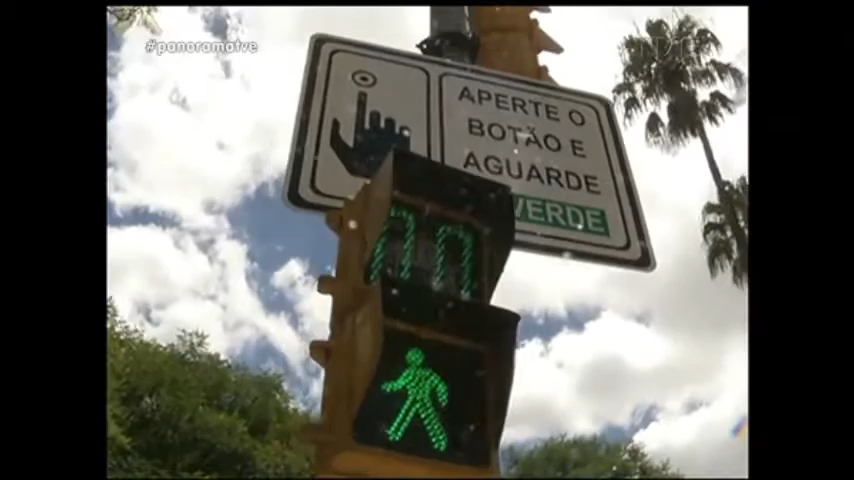 #panoramatve
APERTE O
BOTÃO E
AGUARDE
VERDE